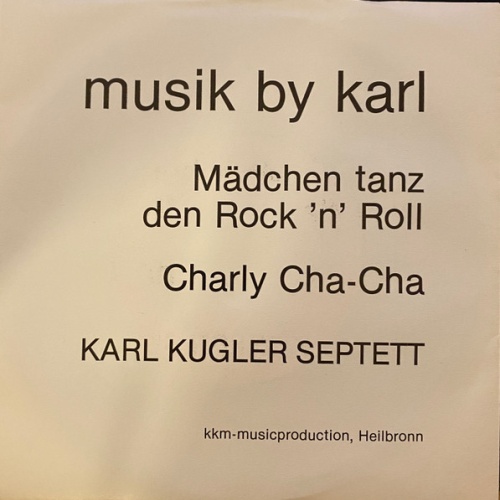 musik by karl
Mädchen tanz
den Rock ’n’ Roll
Charly Cha-Cha
KARL KUGLER SEPTETT
kkm-musicproduction, Heilbronn